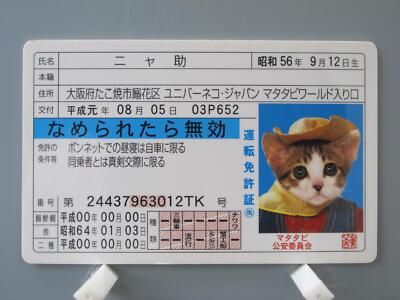 氏名 ニャ助 昭和56年 9月12日生
本籍
住所 大阪府たこ焼市鰯花区 ユニバーネコ・ジャパン マタタビワールド入り口
交付 平成元年 08月05日 03P652
なめられたら無効
免許の条件等 ボンネットでの昼寝は自車に限る
同乗者とは真剣交際に限る
運転免許証
番号 第 24437963012TK 号
平成00年00月00日
他 昭和64年01月03日
二種 平成00年00月00日
種類
マタタビ
公安委員会